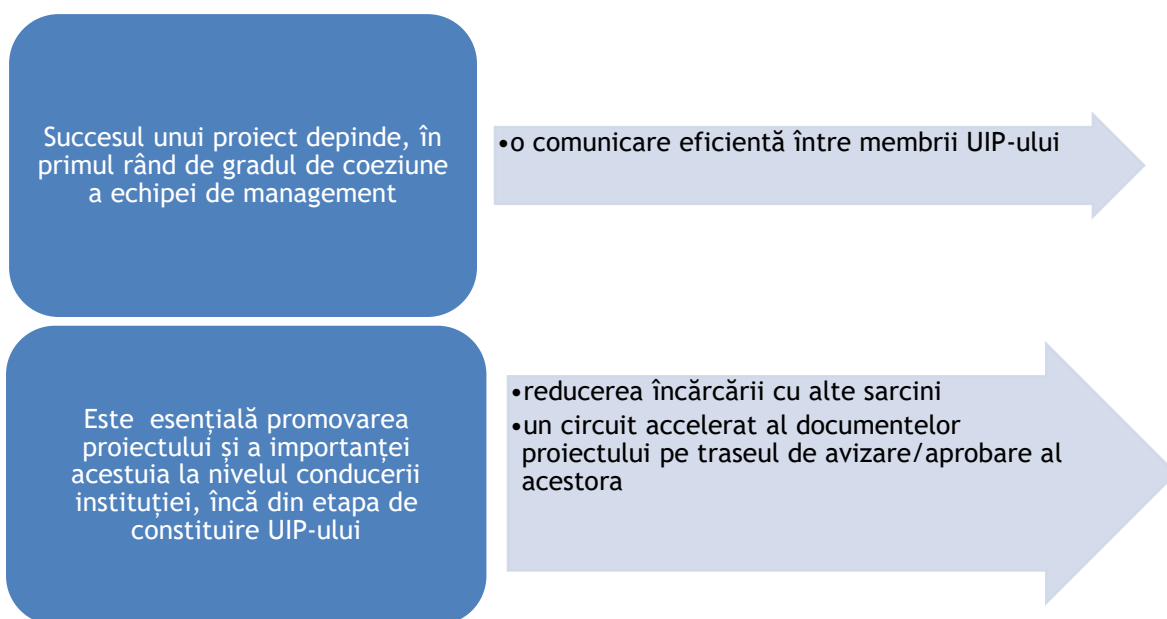 Succesul unui proiect depinde, în
primul rând de gradul de coeziune
a echipei de management
•o comunicare eficientă între membrii UIP-ului
Este esențială promovarea
proiectului și a importanței
acestuia la nivelul conducerii
instituției, încă din etapa de
constituire UIP-ului
•reducerea încărcării cu alte sarcini
•un circuit accelerat al documentelor
proiectului pe traseul de avizare/aprobare al
acestora